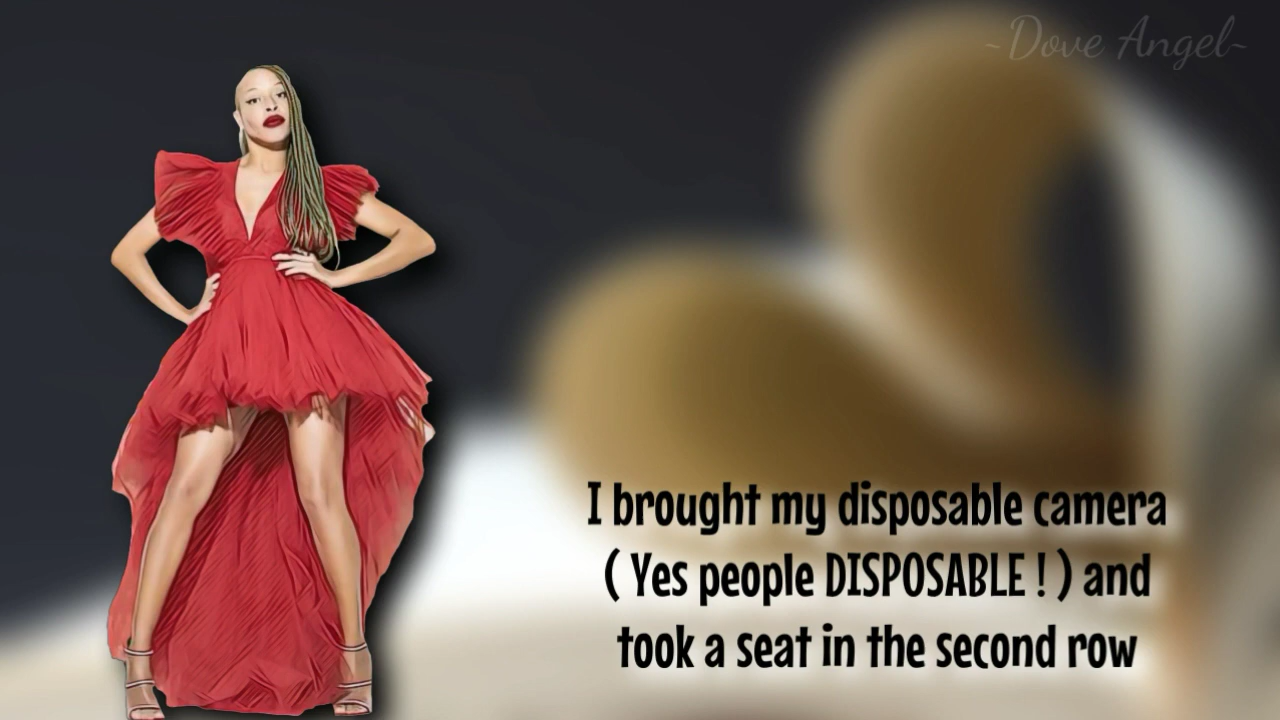 ~Dove Angel~
I brought my disposable camera
( Yes people DISPOSABLE ! ) and
took a seat in the second row